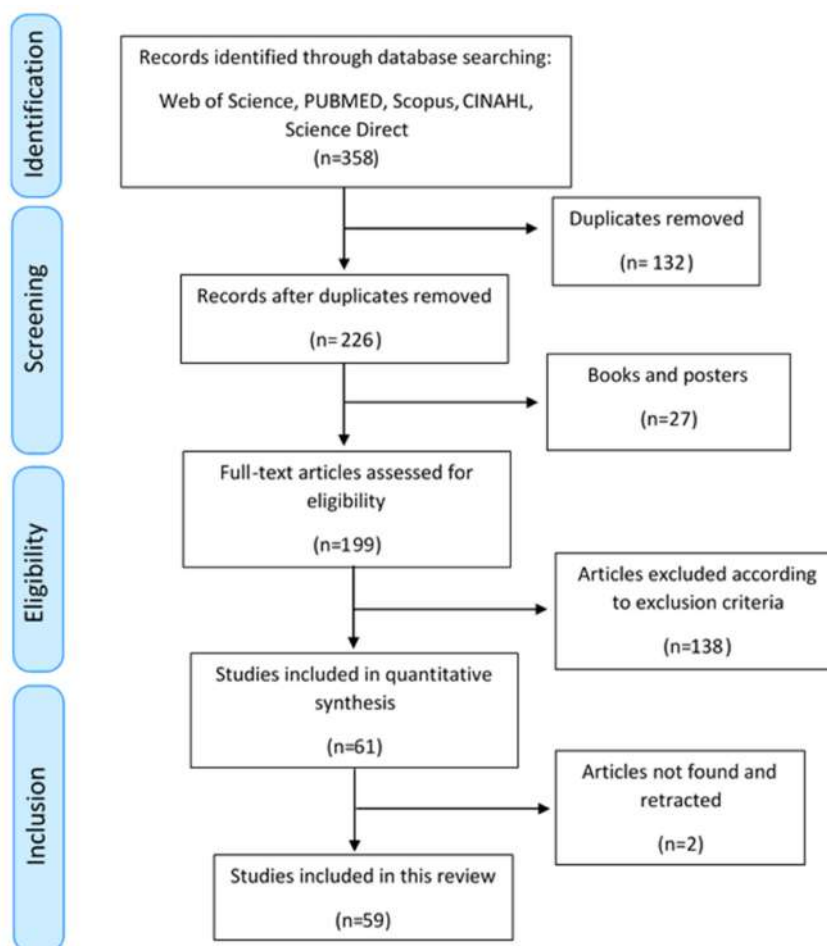 Identification
Records identified through database searching:
Web of Science, PUBMED, Scopus, CINAHL,
Science Direct
(n=358)
Screening
Duplicates removed
(n= 132)
Records after duplicates removed
(n= 226)
Books and posters
(n=27)
Eligibility
Full-text articles assessed for
eligibility
(n=199)
Articles excluded according
to exclusion criteria
(n=138)
Studies included in quantitative
synthesis
(n=61)
Inclusion
Articles not found and
retracted
(n=2)
Studies included in this review
(n=59)